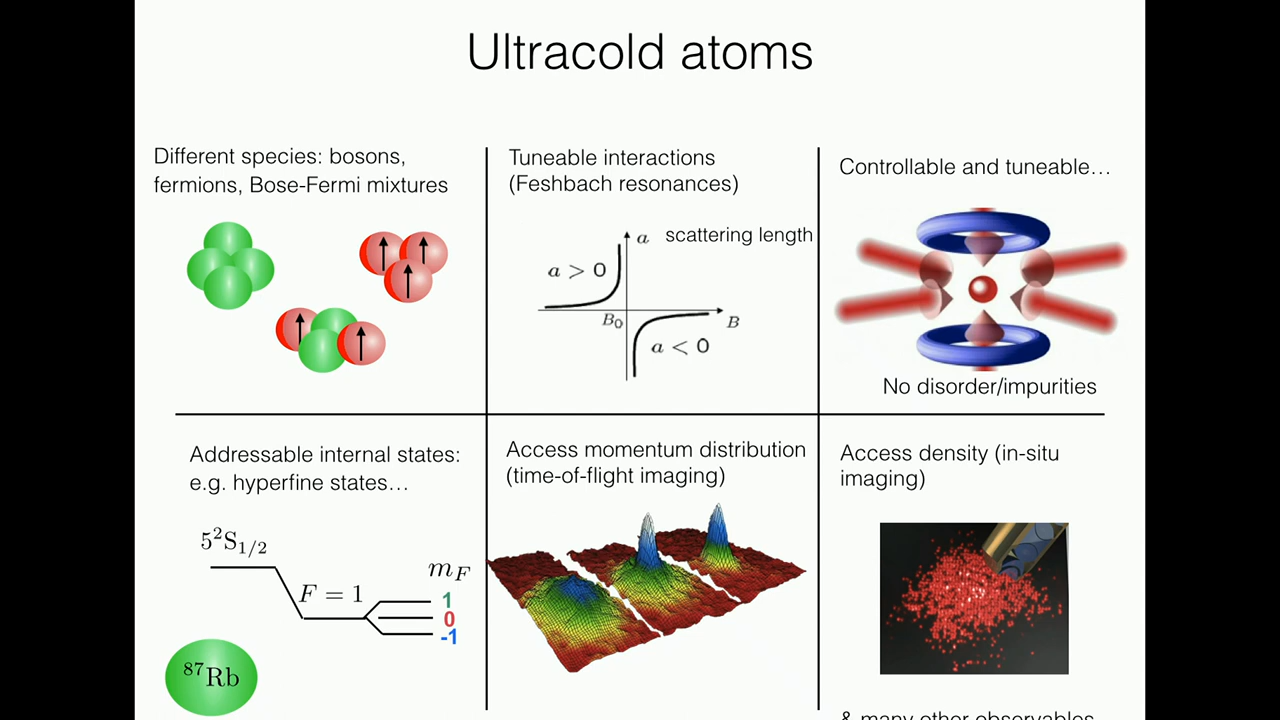 Ultracold atoms
Different species: bosons,
fermions, Bose-Fermi mixtures
Tuneable interactions
(Feshbach resonances)
a scattering length
a > 0
B₀
B
a < 0
Controllable and tuneable…
No disorder/impurities
Addressable internal states:
e.g. hyperfine states…
5²S₁/₂
F = 1
m_F
1
0
-1
⁸⁷Rb
Access momentum distribution
(time-of-flight imaging)
Access density (in-situ
imaging)
& many other observables